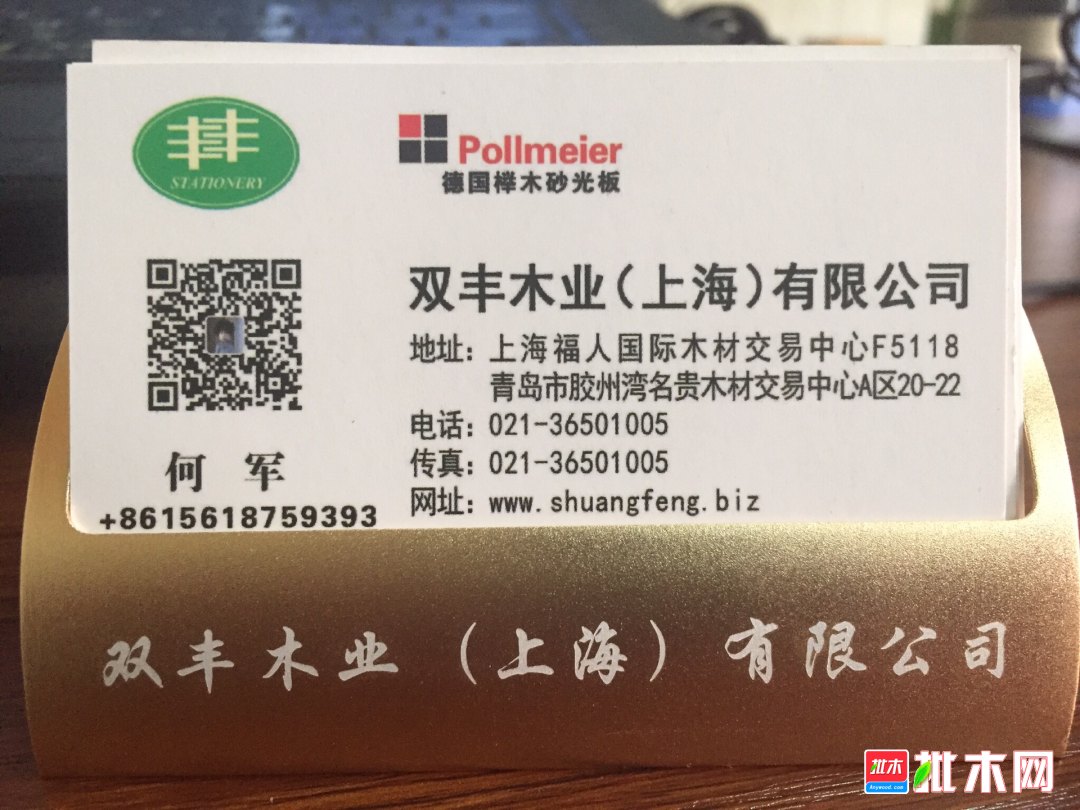 STATIONERY
Pollmeier
德国榉木砂光板
双丰木业（上海）有限公司
地址：上海福人国际木材交易中心F5118
青岛市胶州湾名贵木材交易中心A区20-22
电话：021-36501005
传真：021-36501005
网址：www.shuangfeng.biz
何军
+8615618759393
双丰木业（上海）有限公司
批木
Anywood.com
批木网